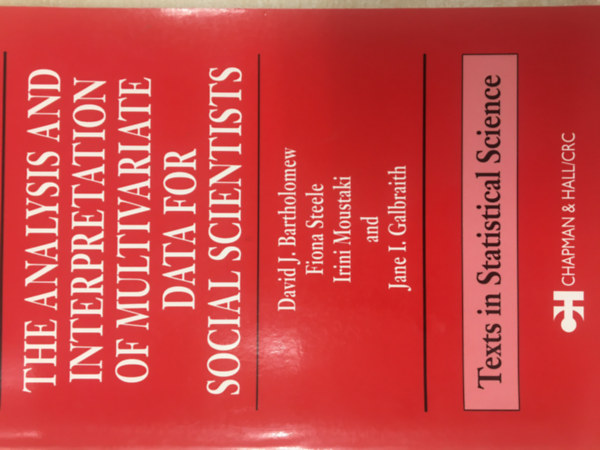 THE ANALYSIS AND
INTERPRETATION
OF MULTIVARIATE
DATA FOR
SOCIAL SCIENTISTS
David J. Bartholomew
Fiona Steele
Irini Moustaki
and
Jane I. Galbraith
Texts in Statistical Science
CHAPMAN & HALL/CRC